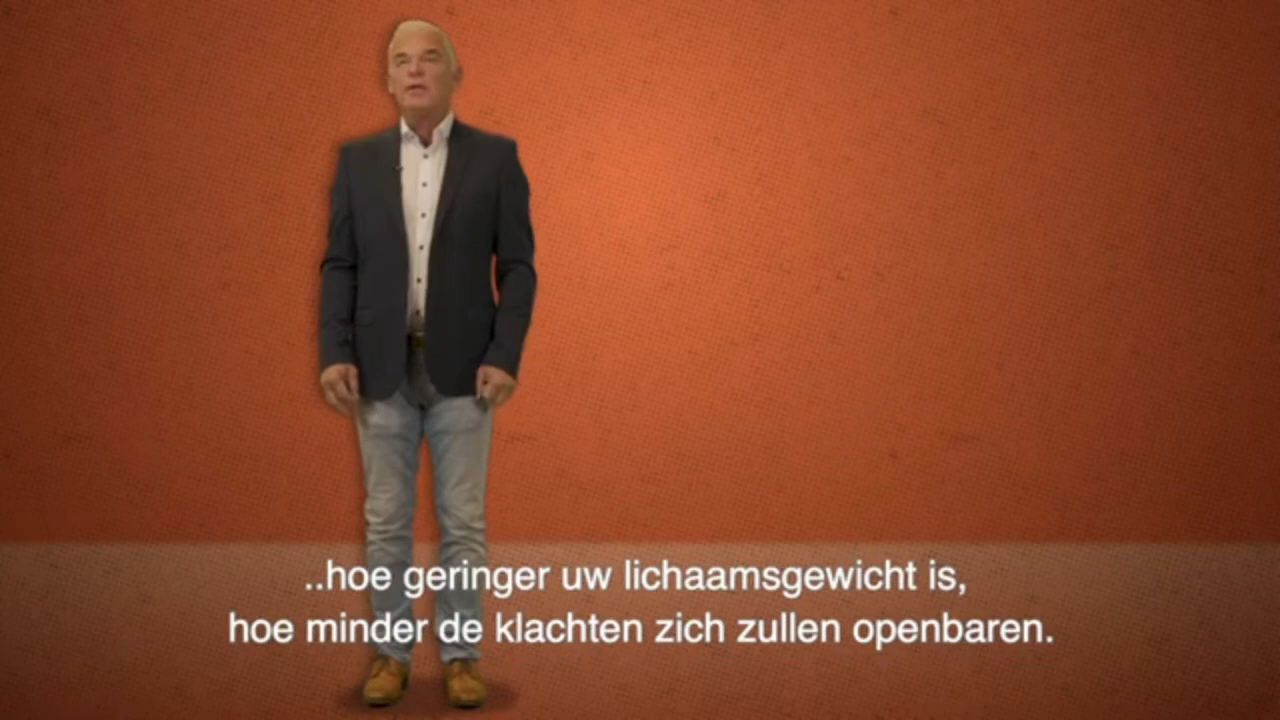 ..hoe geringer uw lichaamsgewicht is,
hoe minder de klachten zich zullen openbaren.